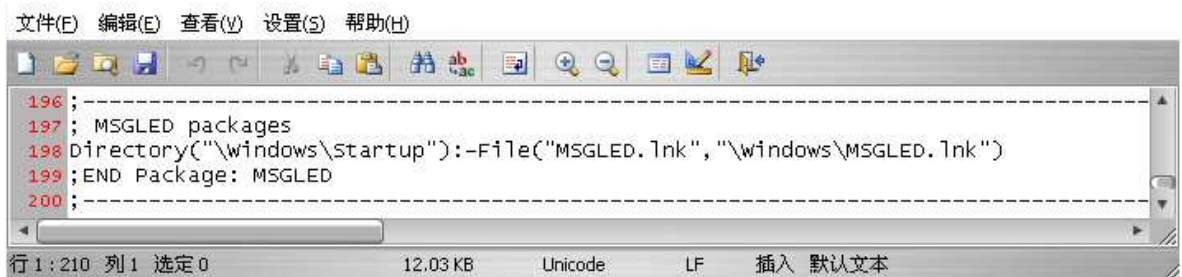 文件(F) 编辑(E) 查看(V) 设置(S) 帮助(H)
196 ;--------------------------------------------------------------------------------
197 ; MSGLED packages
198 Directory("\Windows\Startup"):-File("MSGLED.lnk","\Windows\MSGLED.lnk")
199 ;END Package: MSGLED
200 ;--------------------------------------------------------------------------------
行 1:210 列 1 选定 0 12.03 KB Unicode LF 插入 默认文本